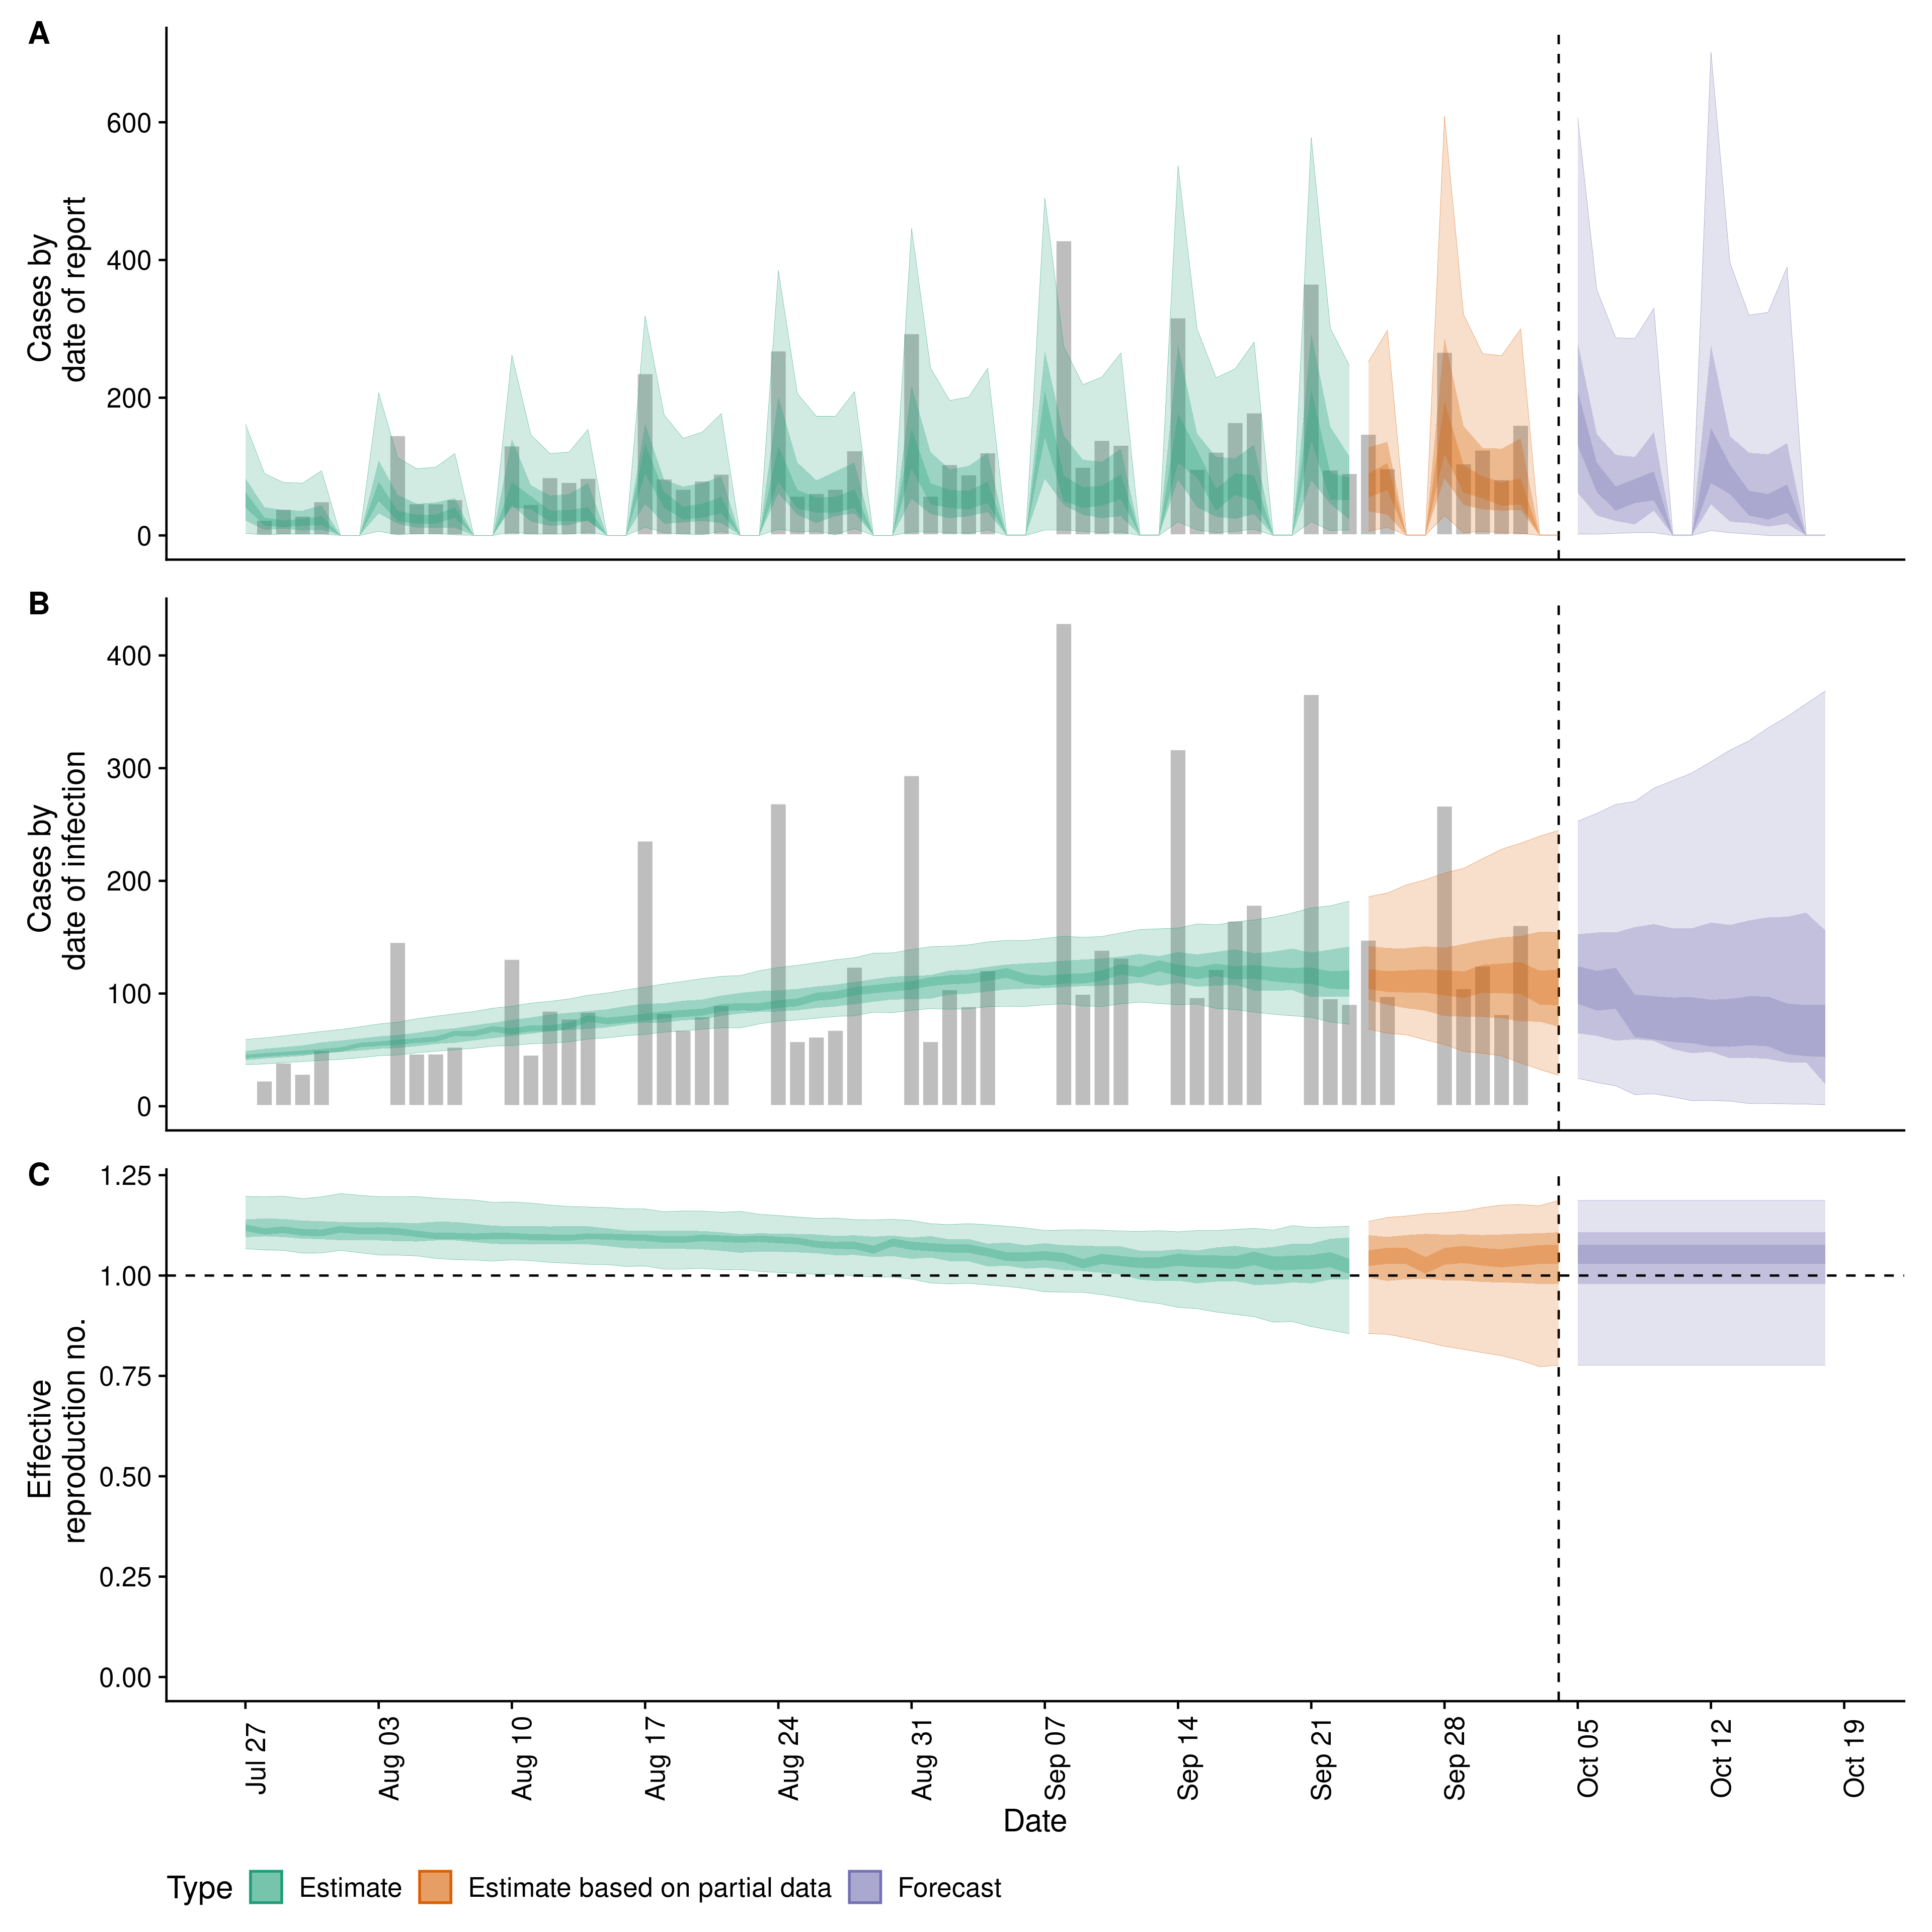 A
Cases by
date of report
600
400
200
0
B
Cases by
date of infection
400
300
200
100
0
C
Effective
reproduction no.
1.25
1.00
0.75
0.50
0.25
0.00
Jul 27
Aug 03
Aug 10
Aug 17
Aug 24
Aug 31
Sep 07
Sep 14
Sep 21
Sep 28
Oct 05
Oct 12
Oct 19
Date
Type Estimate Estimate based on partial data Forecast